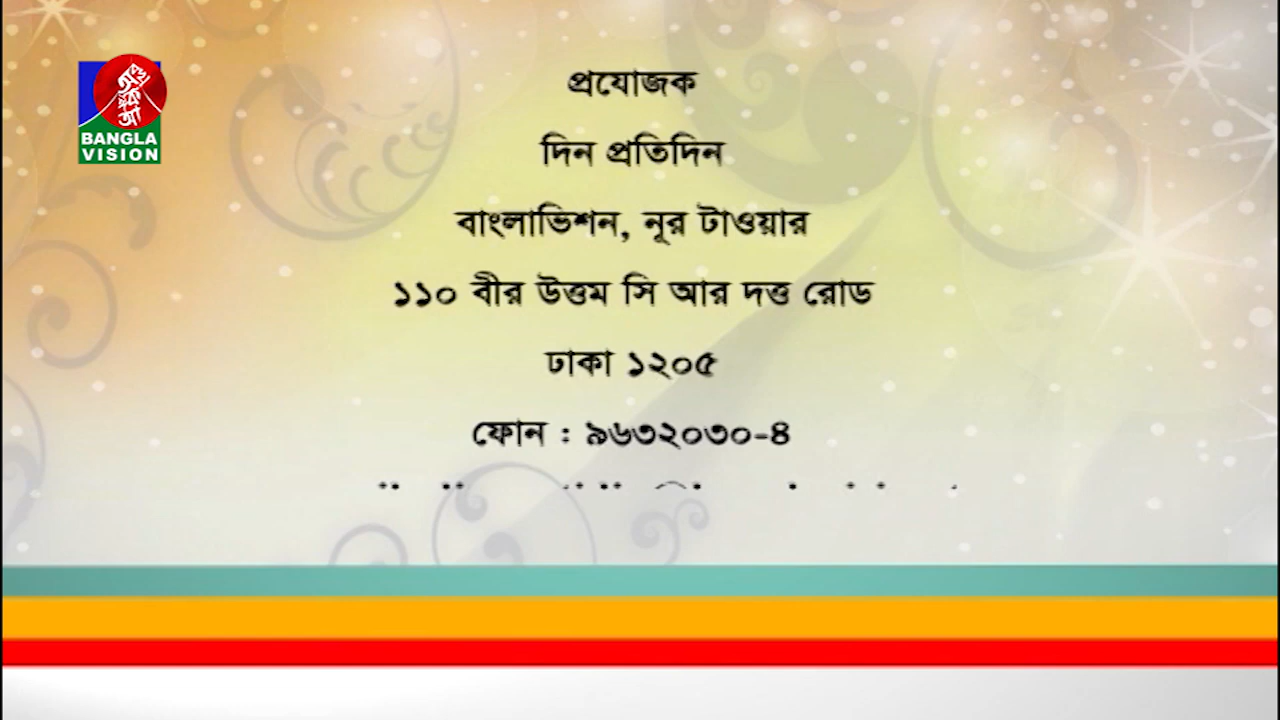 BANGLA
VISION
প্রযোজক
দিন প্রতিদিন
বাংলাভিশন, নূর টাওয়ার
১১০ বীর উত্তম সি আর দত্ত রোড
ঢাকা ১২০৫
ফোন : ৯৬৩২০৩০-৪